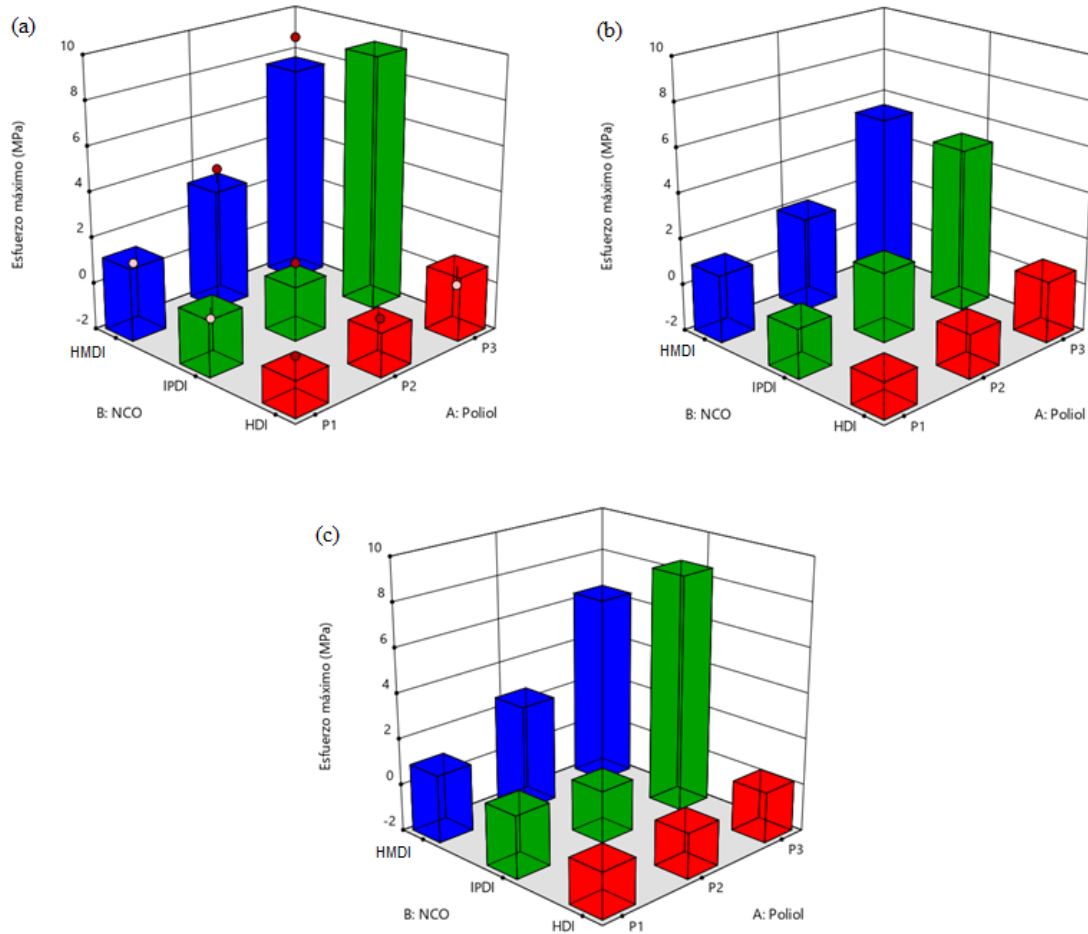 (a)
Esfuerzo máximo (MPa)
10
8
6
4
2
0
-2
HMDI
IPDI
HDI
B: NCO
P1
P2
P3
A: Poliol
(b)
Esfuerzo máximo (MPa)
10
8
6
4
2
0
-2
HMDI
IPDI
HDI
B: NCO
P1
P2
P3
A: Poliol
(c)
Esfuerzo máximo (MPa)
10
8
6
4
2
0
-2
HMDI
IPDI
HDI
B: NCO
P1
P2
P3
A: Poliol